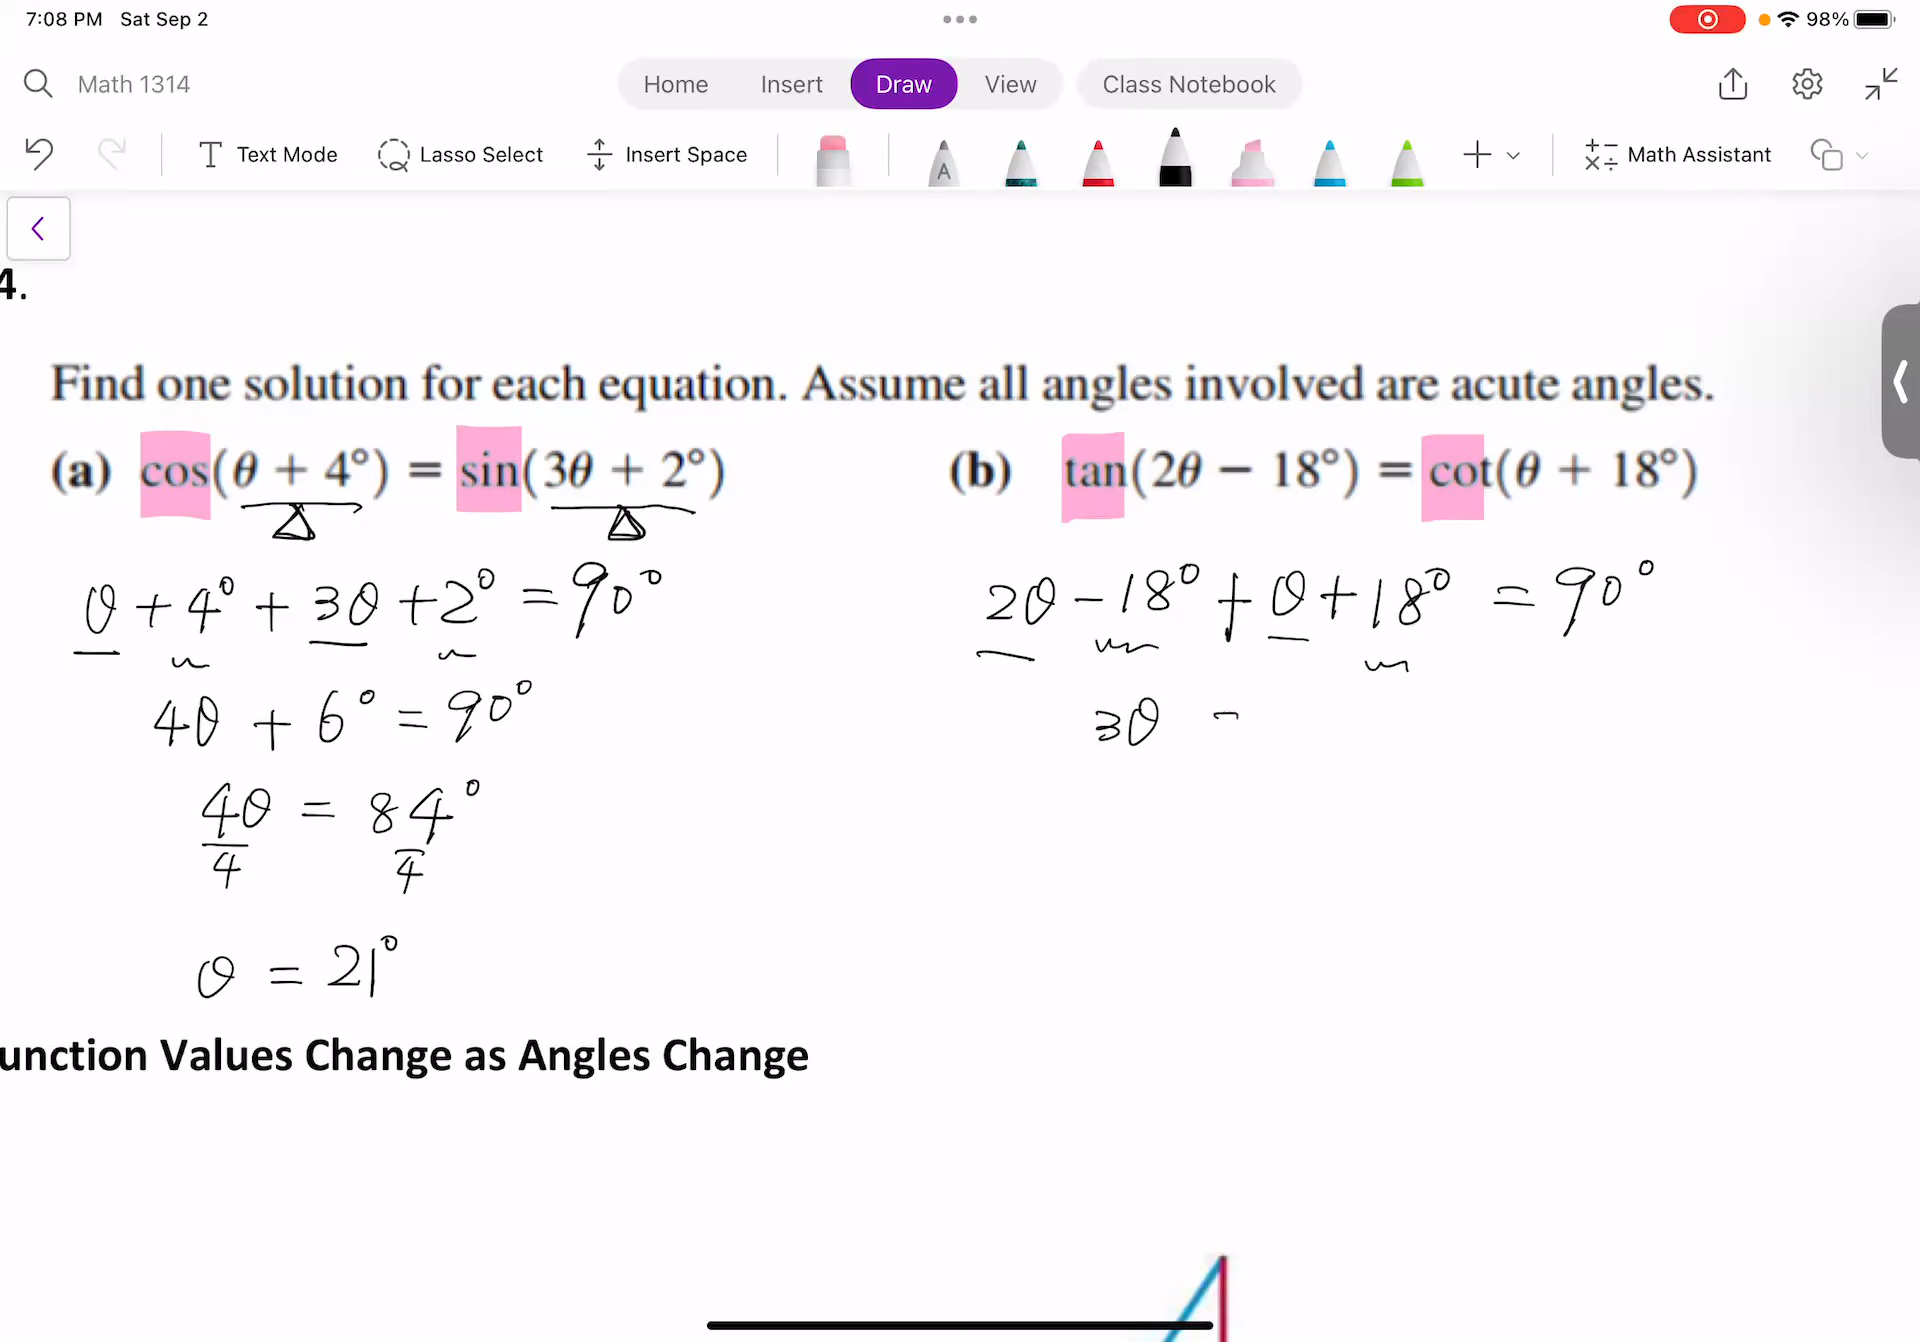 7:08 PM Sat Sep 2
98%
Math 1314
Home Insert Draw View Class Notebook
Text Mode Lasso Select Insert Space A Math Assistant
4.
Find one solution for each equation. Assume all angles involved are acute angles.
(a) cos(θ + 4°) = sin(3θ + 2°)
(b) tan(2θ − 18°) = cot(θ + 18°)
θ + 4° + 3θ + 2° = 90°
4θ + 6° = 90°
4θ = 84°
4 4
θ = 21°
2θ − 18° + θ + 18° = 90°
3θ -
unction Values Change as Angles Change